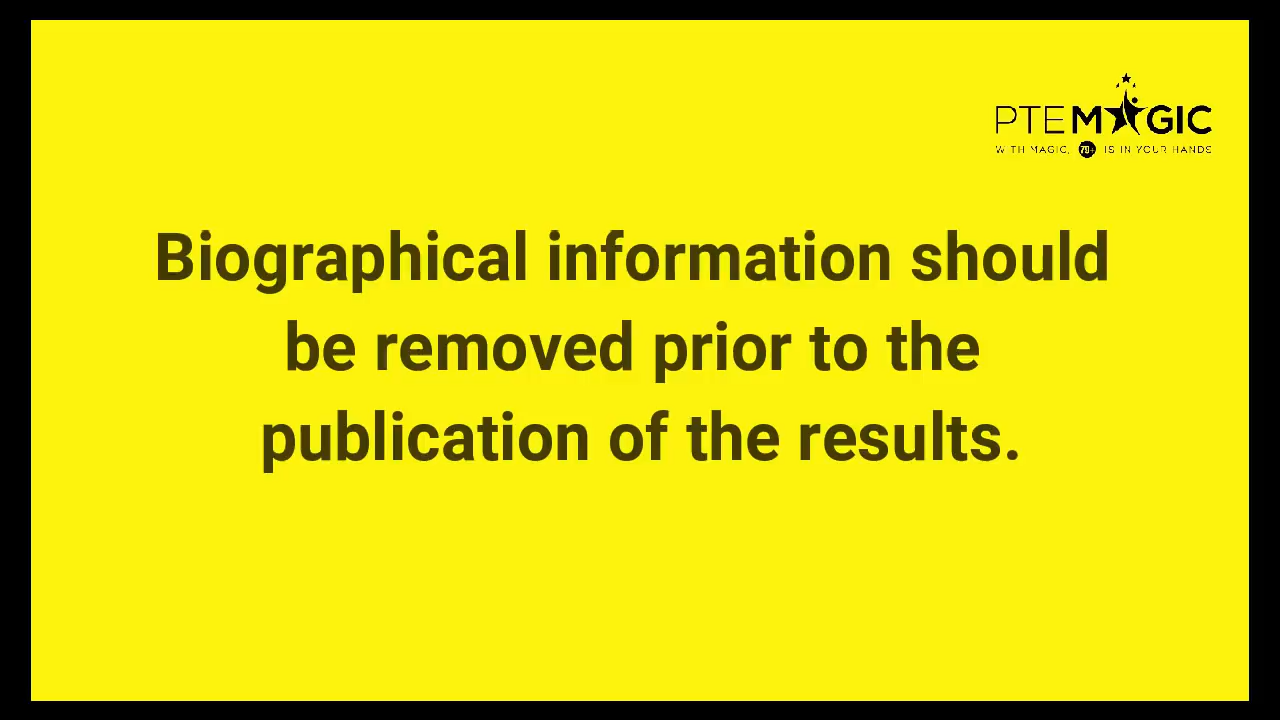 PTEMAGIC
WITH MAGIC, 79+ IS IN YOUR HANDS
Biographical information should
be removed prior to the
publication of the results.